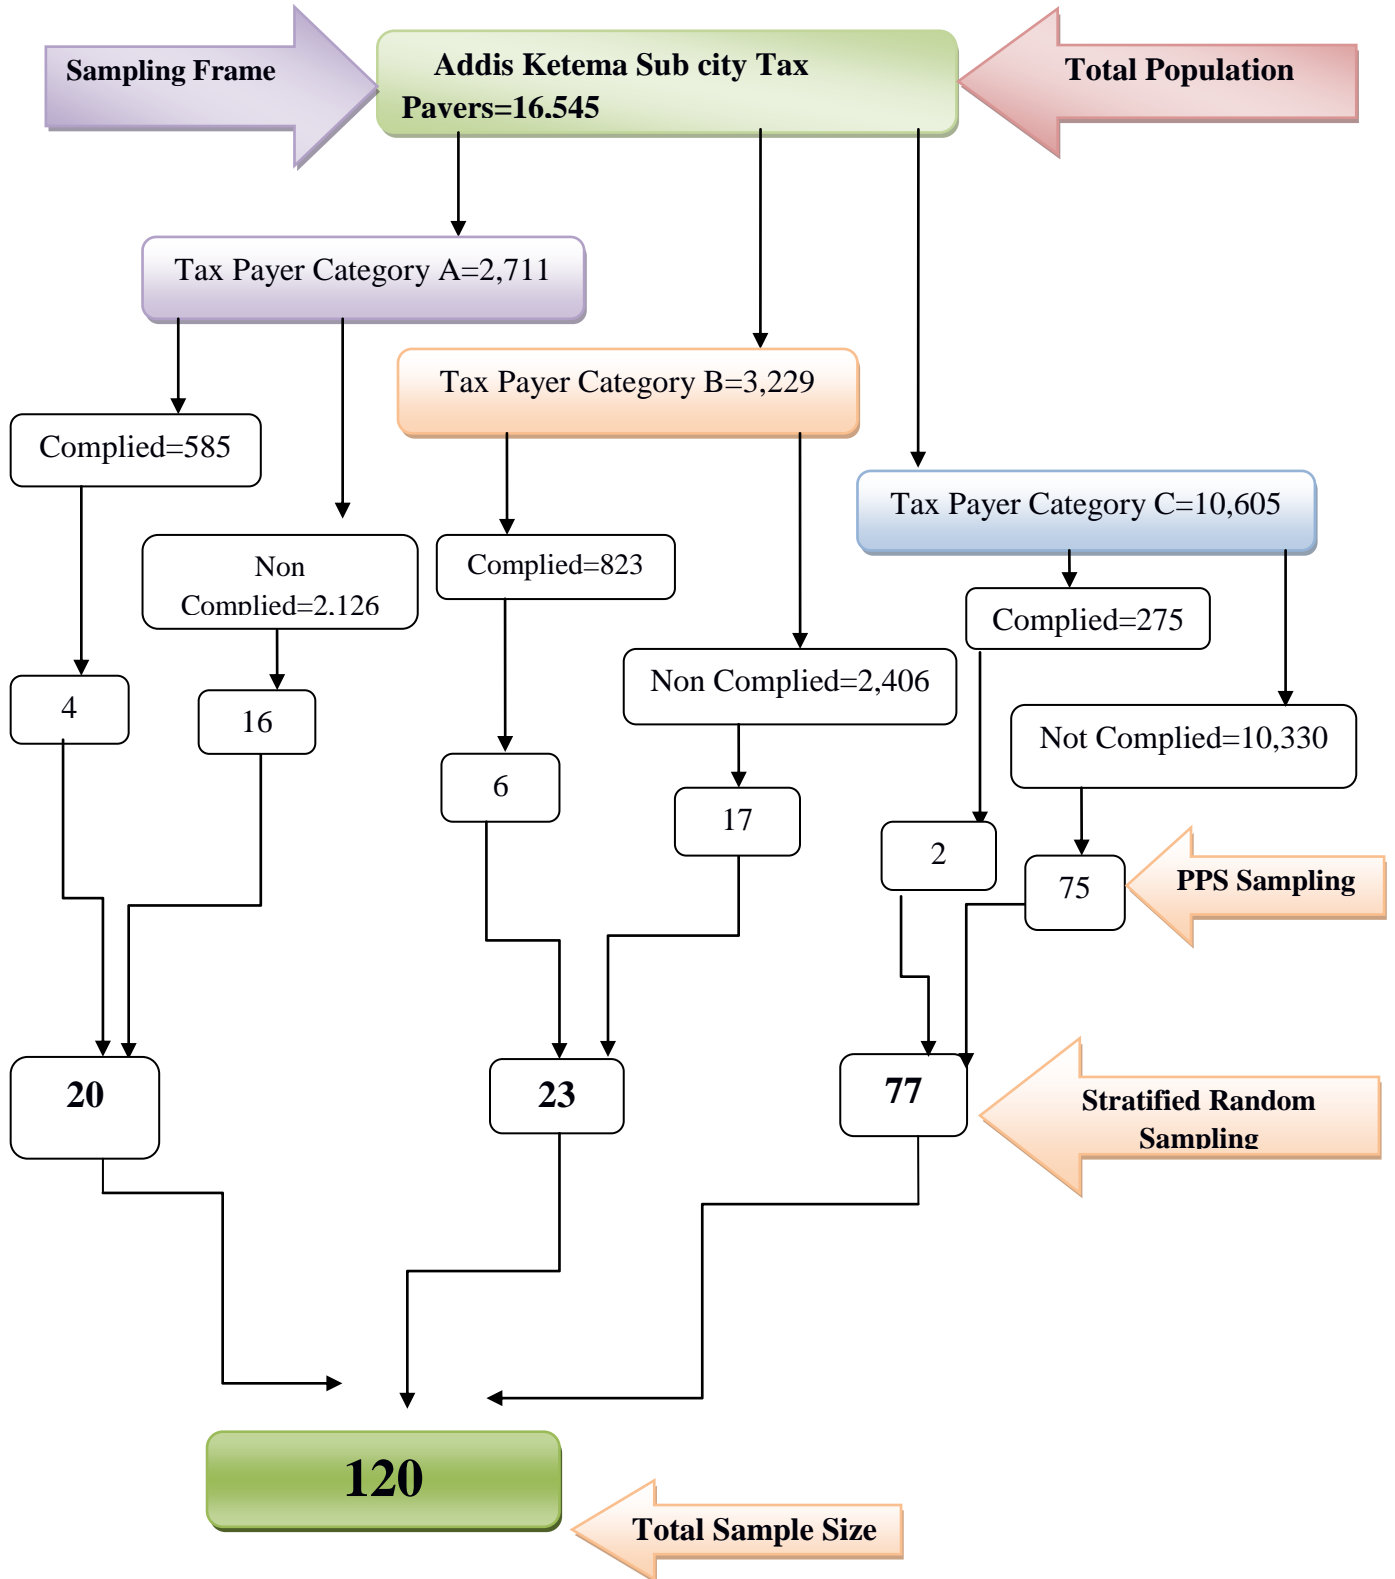 Sampling Frame
Addis Ketema Sub city Tax
Payers=16,545
Total Population
Tax Payer Category A=2,711
Tax Payer Category B=3,229
Complied=585
Tax Payer Category C=10,605
Non
Complied=2,126
Complied=823
Complied=275
Non Complied=2,406
4
16
Not Complied=10,330
6
17
2
75
PPS Sampling
20
23
77
Stratified Random
Sampling
120
Total Sample Size